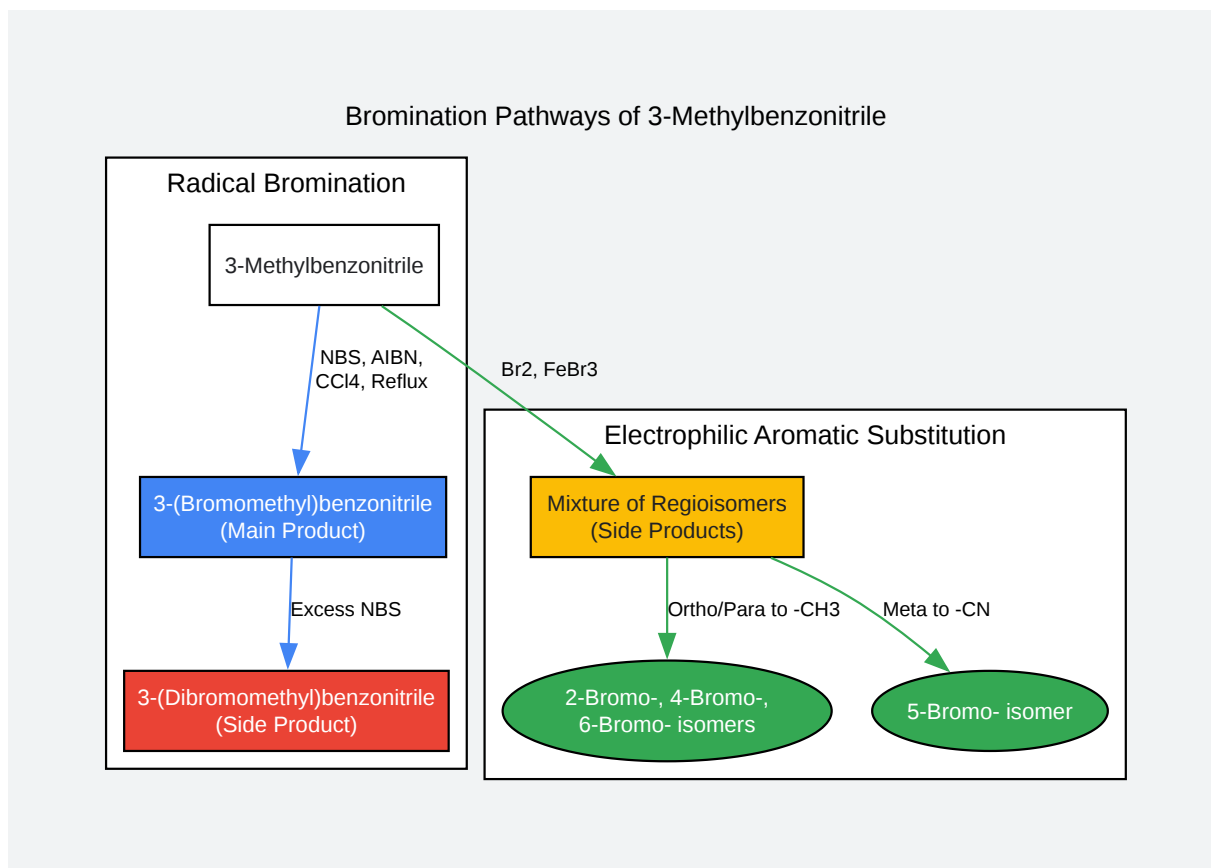 Bromination Pathways of 3-Methylbenzonitrile
Radical Bromination
3-Methylbenzonitrile
NBS, AIBN,
CCl4, Reflux
Br2, FeBr3
Electrophilic Aromatic Substitution
3-(Bromomethyl)benzonitrile
(Main Product)
Mixture of Regioisomers
(Side Products)
Excess NBS
Ortho/Para to -CH3
Meta to -CN
3-(Dibromomethyl)benzonitrile
(Side Product)
2-Bromo-, 4-Bromo-,
6-Bromo- isomers
5-Bromo- isomer